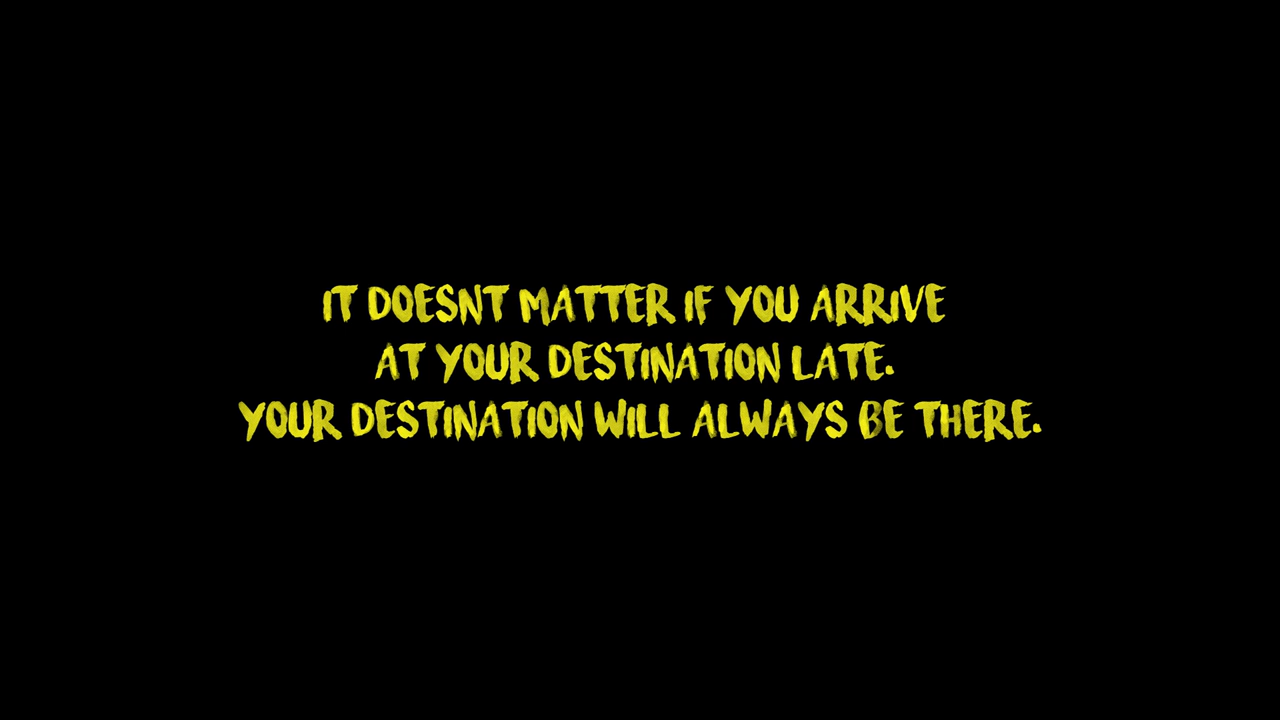 IT DOESNT MATTER IF YOU ARRIVE
AT YOUR DESTINATION LATE.
YOUR DESTINATION WILL ALWAYS BE THERE.